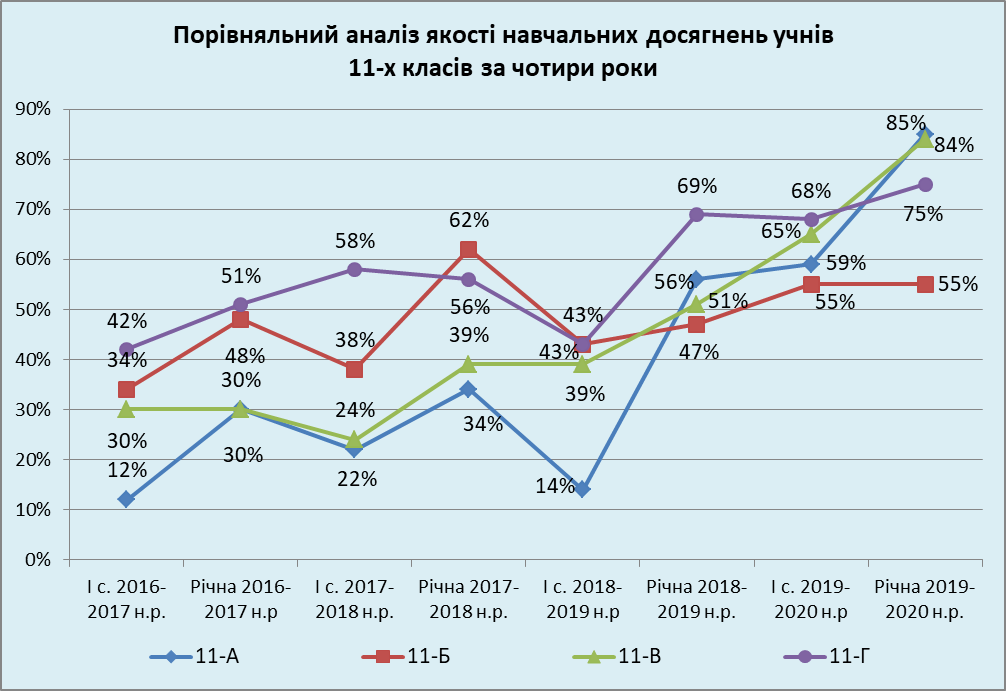 Порівняльний аналіз якості навчальних досягнень учнів
11-х класів за чотири роки
90%
80%
70%
60%
50%
40%
30%
20%
10%
0%
42%
34%
30%
12%
51%
48%
30%
30%
58%
38%
24%
22%
62%
56%
39%
34%
43%
43%
39%
14%
69%
56%
51%
47%
68%
65%
59%
55%
85%
84%
75%
55%
І с. 2016-
2017 н.р.
Річна 2016-
2017 н.р
І с. 2017-
2018 н.р.
Річна 2017-
2018 н.р.
І с. 2018-
2019 н.р
Річна 2018-
2019 н.р.
І с. 2019-
2020 н.р
Річна 2019-
2020 н.р.
11-А
11-Б
11-В
11-Г